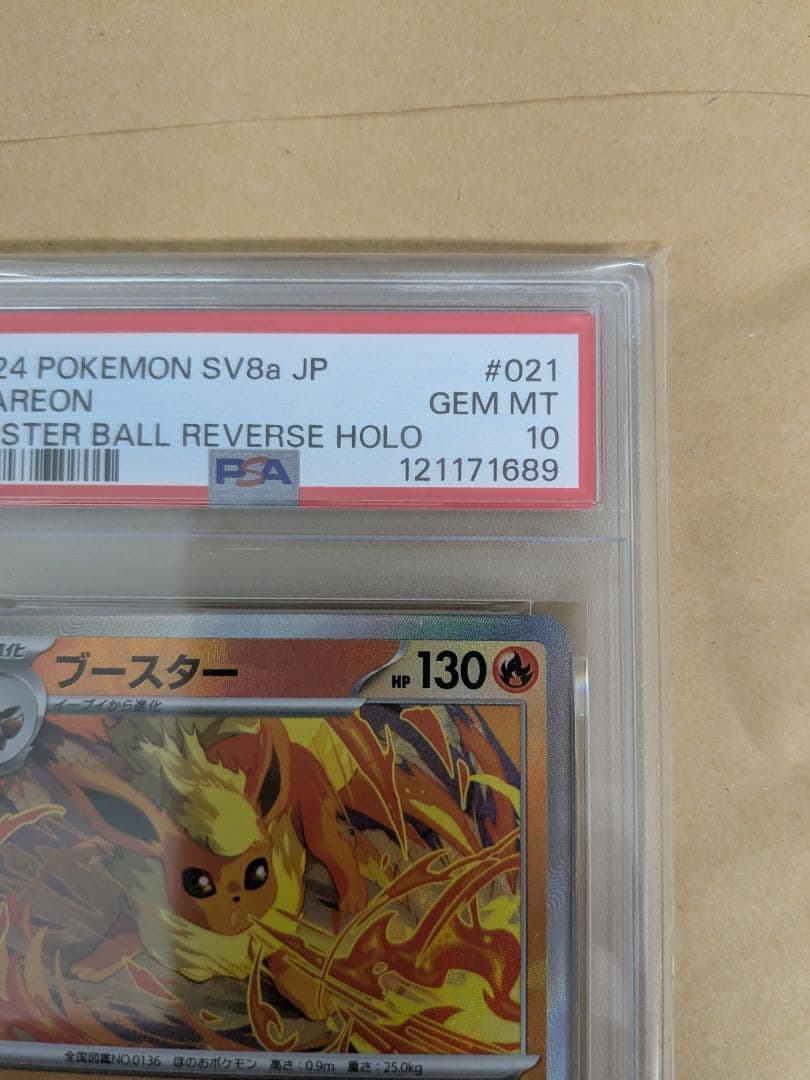 24 POKEMON SV8a JP #021
AREON GEM MT
STER BALL REVERSE HOLO 10
PSA 121171689
進化 ブースター HP 130
イーブイから進化
全国図鑑NO.0136 ほのおポケモン 高さ:0.9m 重さ:25.0kg